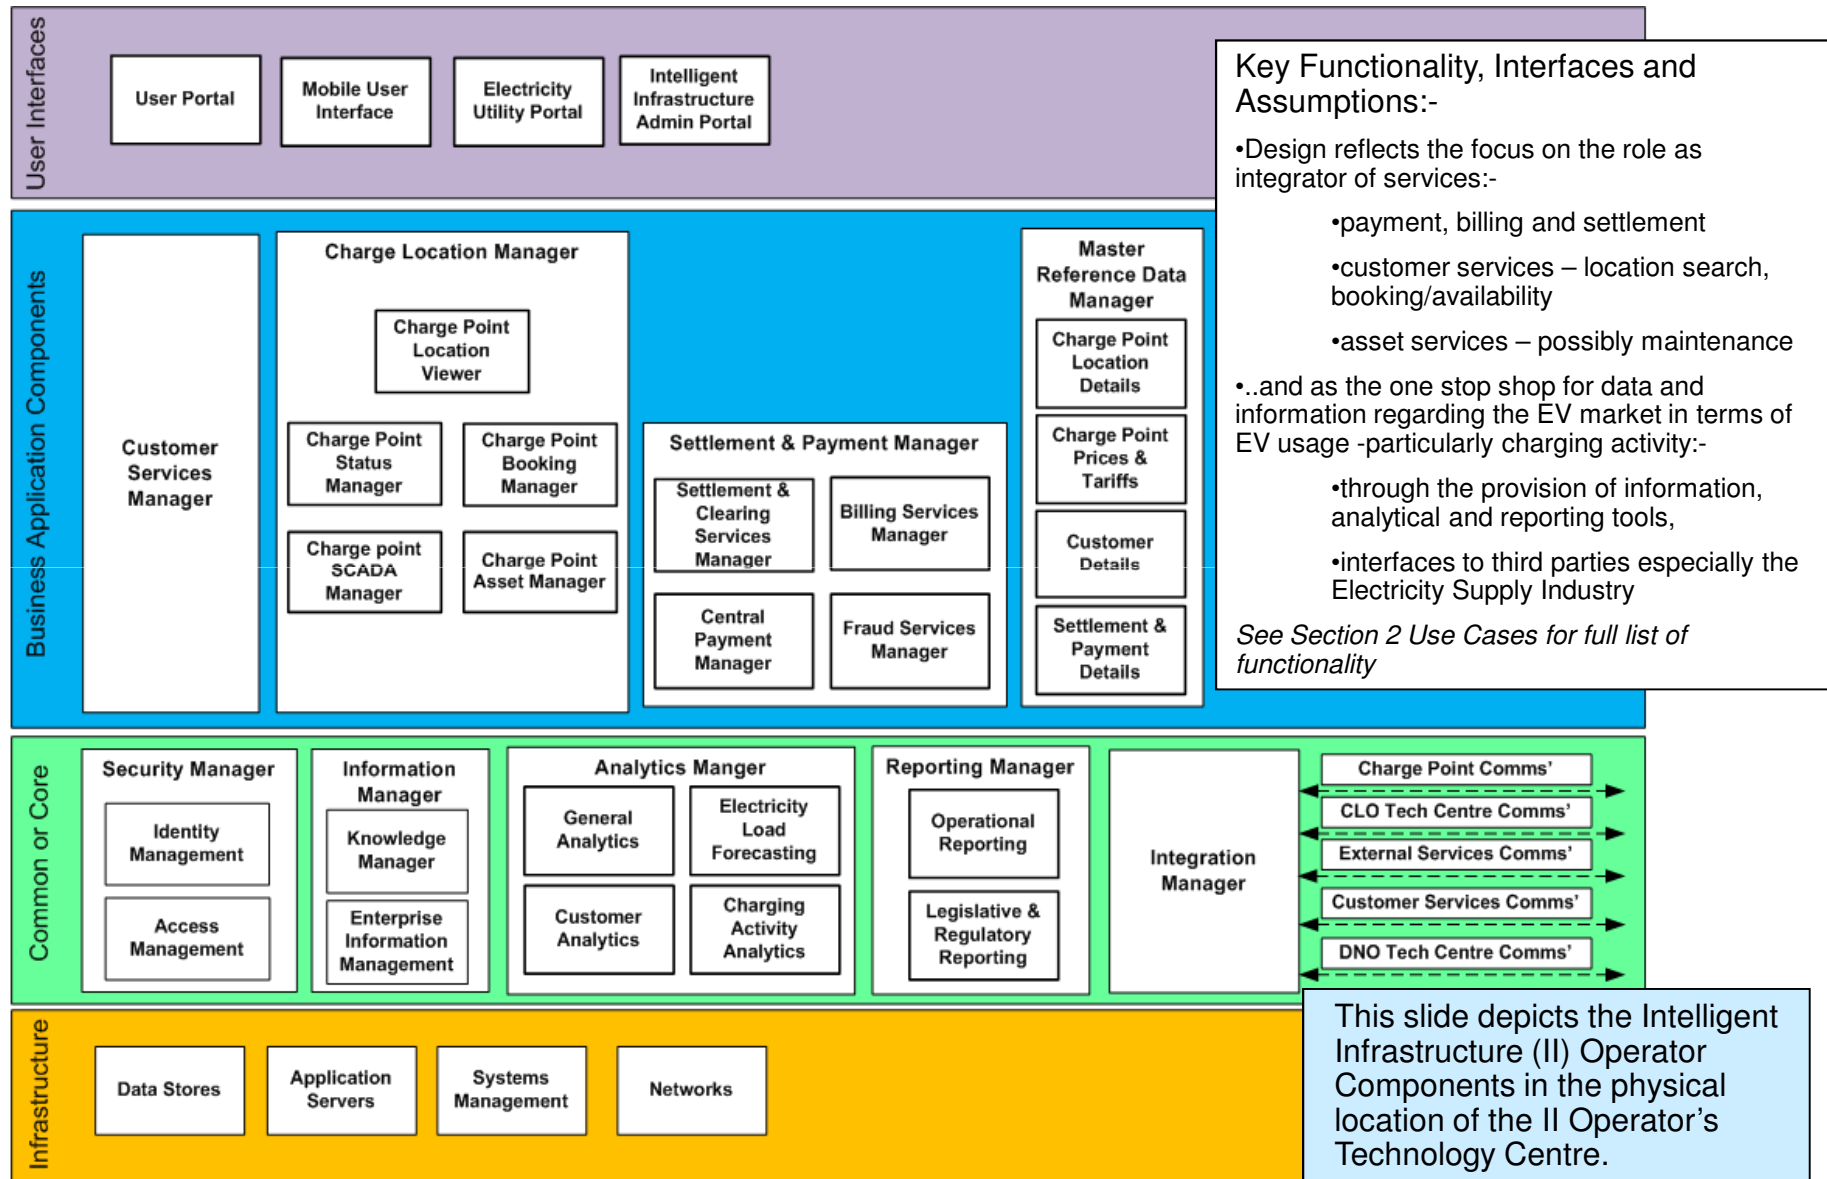 User Interfaces
User Portal
Mobile User
Interface
Electricity
Utility Portal
Intelligent
Infrastructure
Admin Portal
Key Functionality, Interfaces and
Assumptions:-
•Design reflects the focus on the role as
integrator of services:-
•payment, billing and settlement
•customer services – location search,
booking/availability
•asset services – possibly maintenance
•..and as the one stop shop for data and
information regarding the EV market in terms of
EV usage -particularly charging activity:-
•through the provision of information,
analytical and reporting tools,
•interfaces to third parties especially the
Electricity Supply Industry
See Section 2 Use Cases for full list of
functionality
Business Application Components
Customer
Services
Manager
Charge Location Manager
Charge Point
Location
Viewer
Charge Point
Status
Manager
Charge Point
Booking
Manager
Charge point
SCADA
Manager
Charge Point
Asset Manager
Settlement & Payment Manager
Settlement &
Clearing
Services
Manager
Billing Services
Manager
Central
Payment
Manager
Fraud Services
Manager
Master
Reference Data
Manager
Charge Point
Location
Details
Charge Point
Prices &
Tariffs
Customer
Details
Settlement &
Payment
Details
Common or Core
Security Manager
Identity
Management
Access
Management
Information
Manager
Knowledge
Manager
Enterprise
Information
Management
Analytics Manger
General
Analytics
Electricity
Load
Forecasting
Customer
Analytics
Charging
Activity
Analytics
Reporting Manager
Operational
Reporting
Legislative &
Regulatory
Reporting
Integration
Manager
Charge Point Comms'
CLO Tech Centre Comms'
External Services Comms'
Customer Services Comms'
DNO Tech Centre Comms'
Infrastructure
Data Stores
Application
Servers
Systems
Management
Networks
This slide depicts the Intelligent
Infrastructure (II) Operator
Components in the physical
location of the II Operator's
Technology Centre.